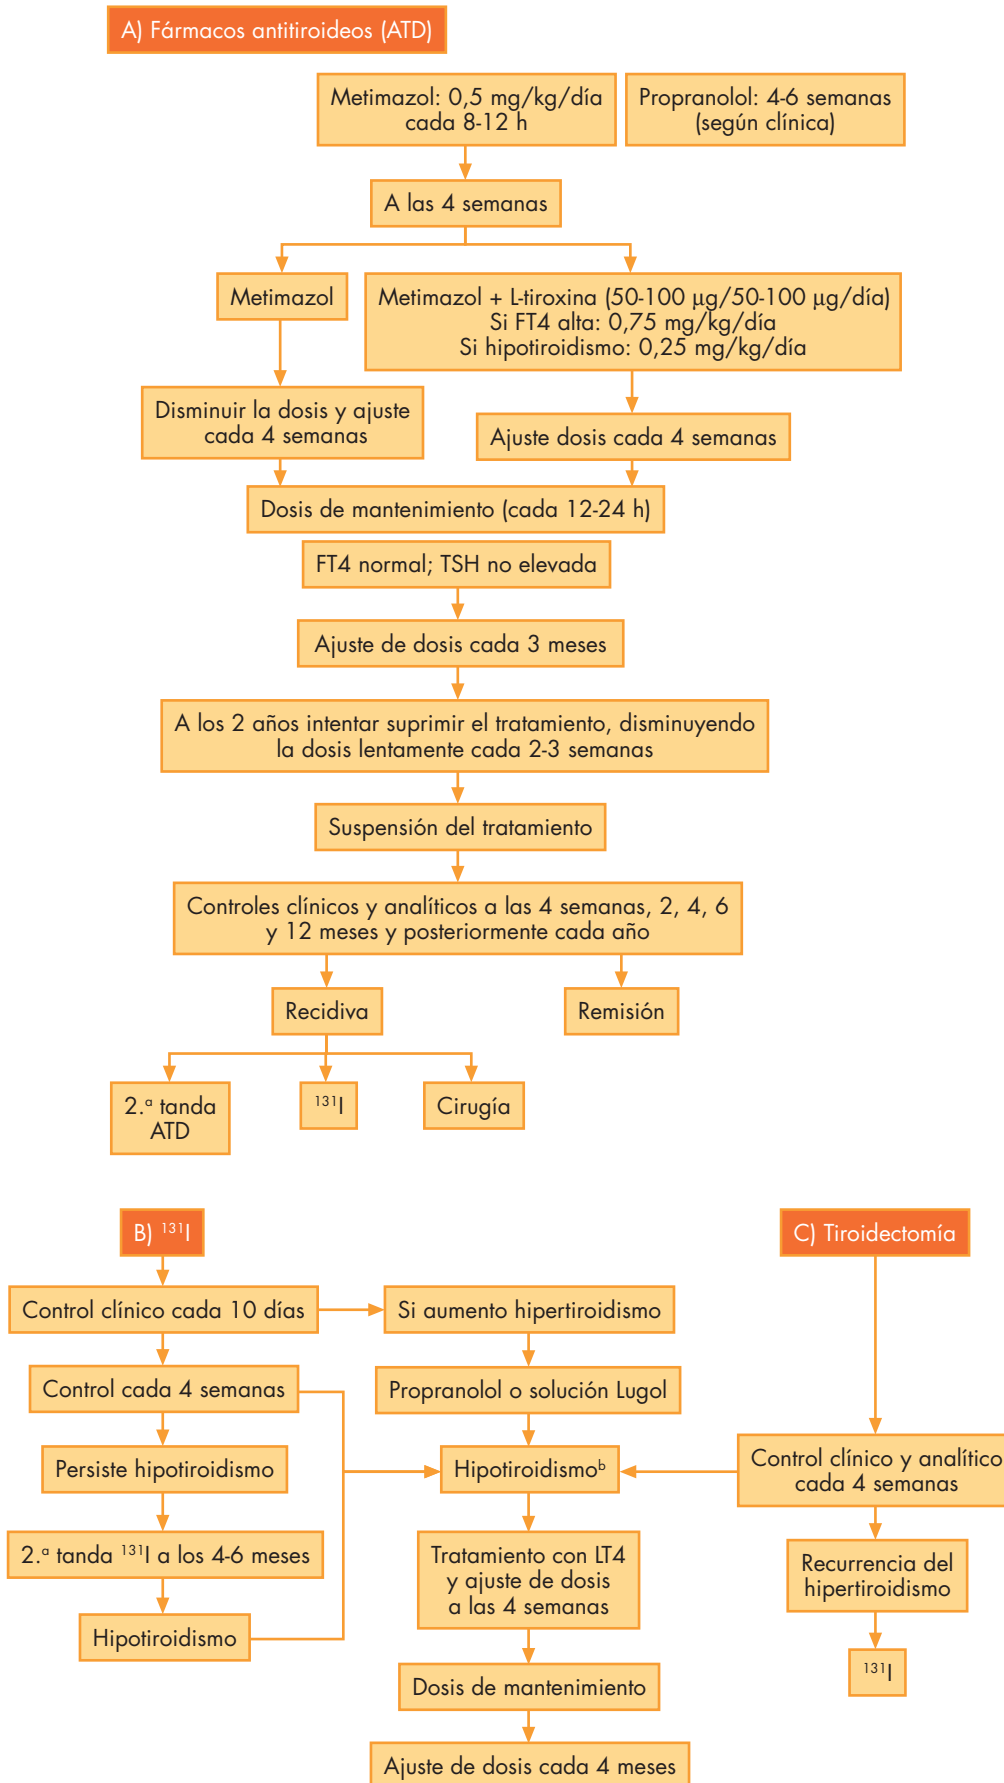 A) Fármacos antitiroideos (ATD)
Metimazol: 0,5 mg/kg/día
cada 8-12 h
Propranolol: 4-6 semanas
(según clínica)
A las 4 semanas
Metimazol
Metimazol + L-tiroxina (50-100 µg/50-100 µg/día)
Si FT4 alta: 0,75 mg/kg/día
Si hipotiroidismo: 0,25 mg/kg/día
Disminuir la dosis y ajuste
cada 4 semanas
Ajuste dosis cada 4 semanas
Dosis de mantenimiento (cada 12-24 h)
FT4 normal; TSH no elevada
Ajuste de dosis cada 3 meses
A los 2 años intentar suprimir el tratamiento, disminuyendo
la dosis lentamente cada 2-3 semanas
Suspensión del tratamiento
Controles clínicos y analíticos a las 4 semanas, 2, 4, 6
y 12 meses y posteriormente cada año
Recidiva
Remisión
2.ª tanda
ATD
¹³¹I
Cirugía
B) ¹³¹I
Control clínico cada 10 días
Control cada 4 semanas
Persiste hipotiroidismo
2.ª tanda ¹³¹I a los 4-6 meses
Hipotiroidismo
Si aumento hipertiroidismo
Propranolol o solución Lugol
Hipotiroidismoᵇ
Tratamiento con LT4
y ajuste de dosis
a las 4 semanas
Dosis de mantenimiento
Ajuste de dosis cada 4 meses
C) Tiroidectomía
Control clínico y analítico
cada 4 semanas
Recurrencia del
hipertiroidismo
¹³¹I